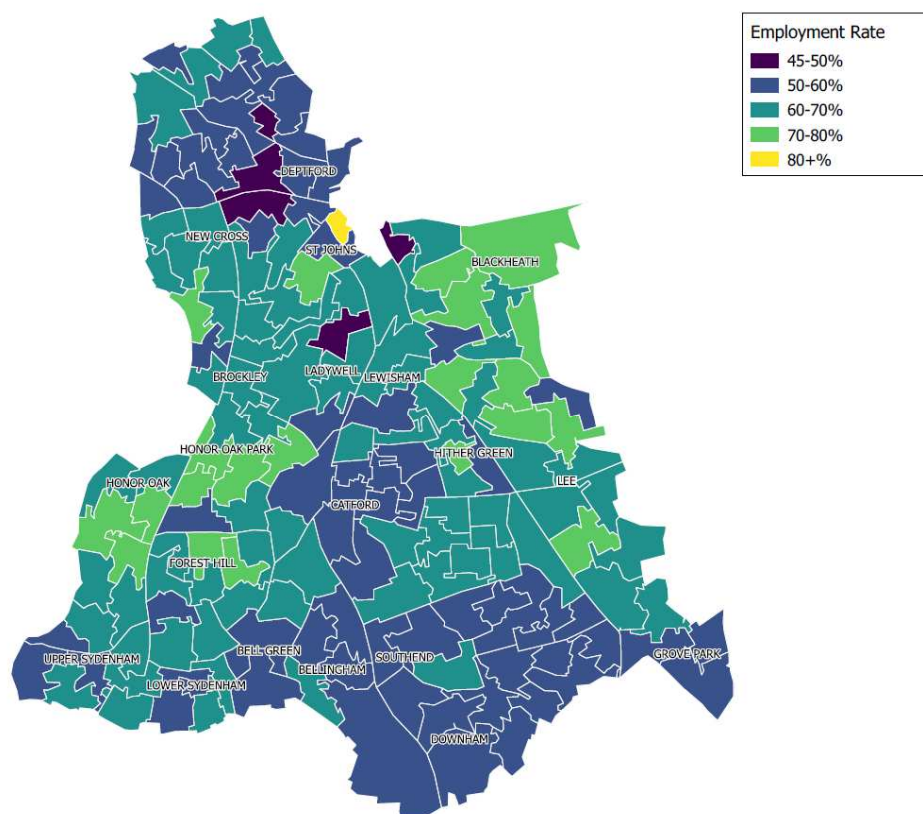 Employment Rate
45-50%
50-60%
60-70%
70-80%
80+%
DEPTFORD
NEW CROSS
ST JOHNS
BLACKHEATH
LADYWELL
BROCKLEY
LEWISHAM
HONOR OAK PARK
HITHER GREEN
HONOR OAK
LEE
CATFORD
FOREST HILL
BELL GREEN
GROVE PARK
UPPER SYDENHAM
SOUTHEND
BELLINGHAM
LOWER SYDENHAM
DOWNHAM